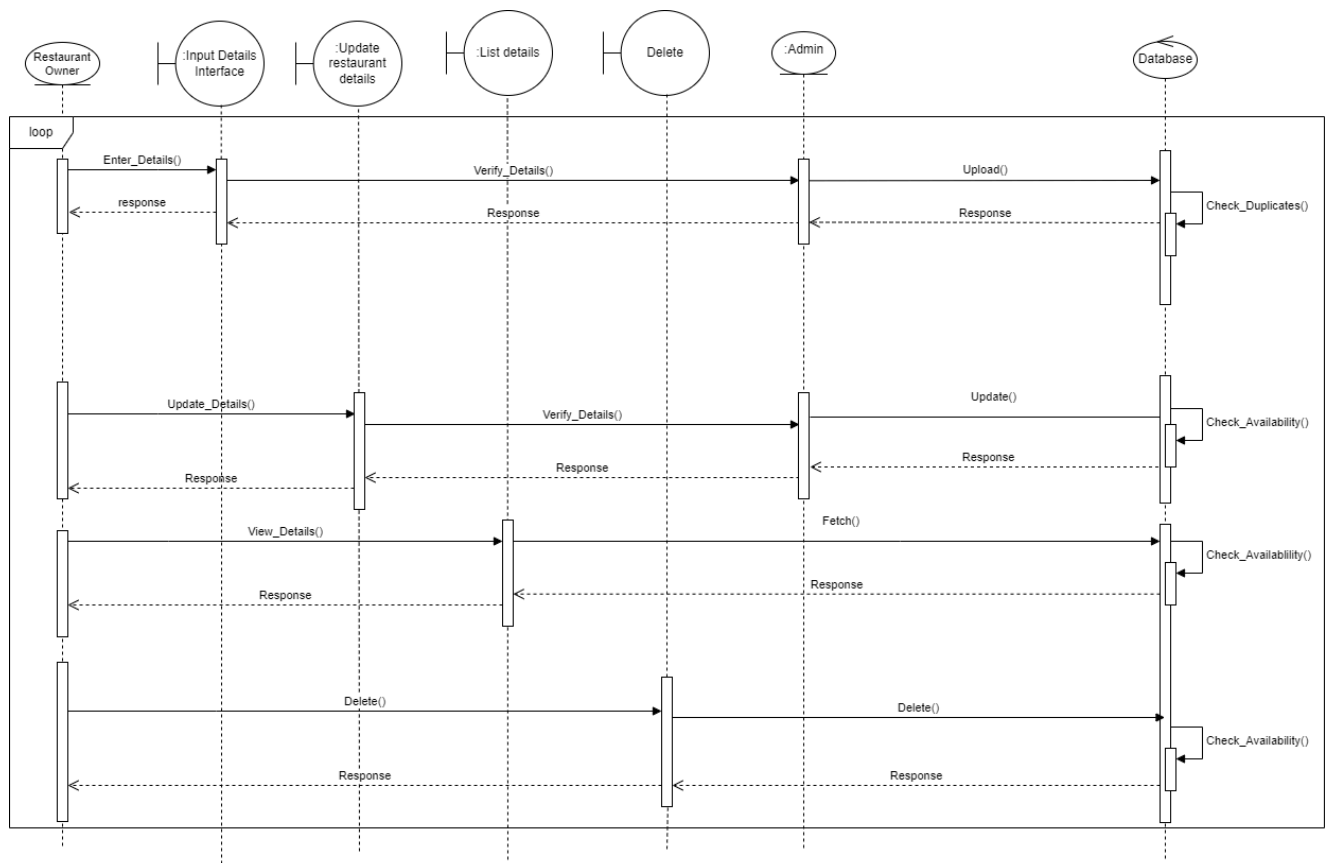 Restaurant
Owner
:Input Details
Interface
:Update
restaurant
details
:List details
Delete
:Admin
Database
loop
Enter_Details()
Verify_Details()
Upload()
response
Response
Response
Check_Duplicates()
Update_Details()
Verify_Details()
Update()
Check_Availability()
Response
Response
Response
View_Details()
Fetch()
Check_Availablility()
Response
Response
Delete()
Delete()
Check_Availability()
Response
Response